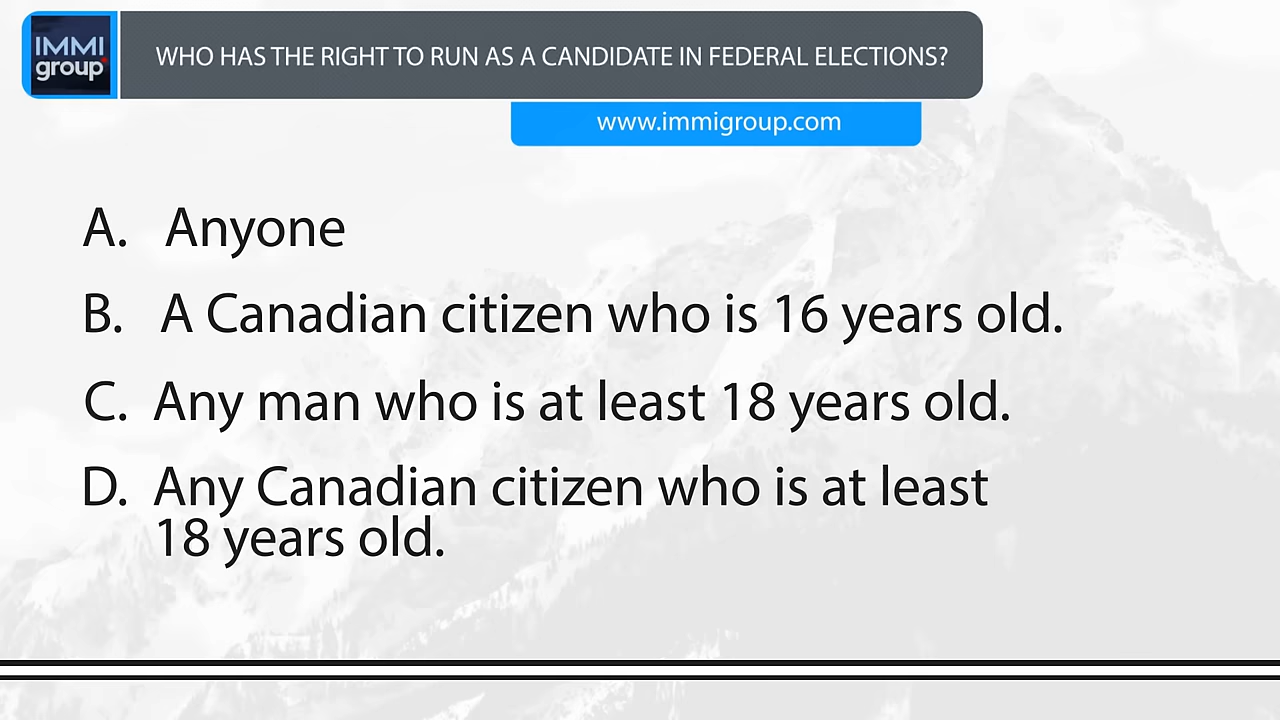 IMMI
group
WHO HAS THE RIGHT TO RUN AS A CANDIDATE IN FEDERAL ELECTIONS?
www.immigroup.com
A. Anyone
B. A Canadian citizen who is 16 years old.
C. Any man who is at least 18 years old.
D. Any Canadian citizen who is at least
18 years old.